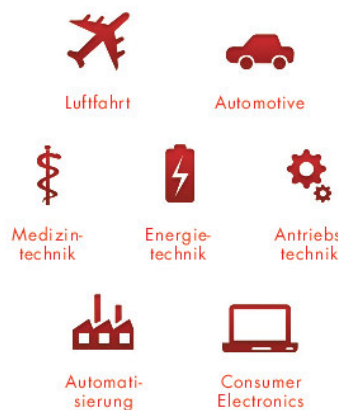 Luftfahrt
Automotive
Medizin-
technik
Energie-
technik
Antriebs
technik
Automati-
sierung
Consumer
Electronics